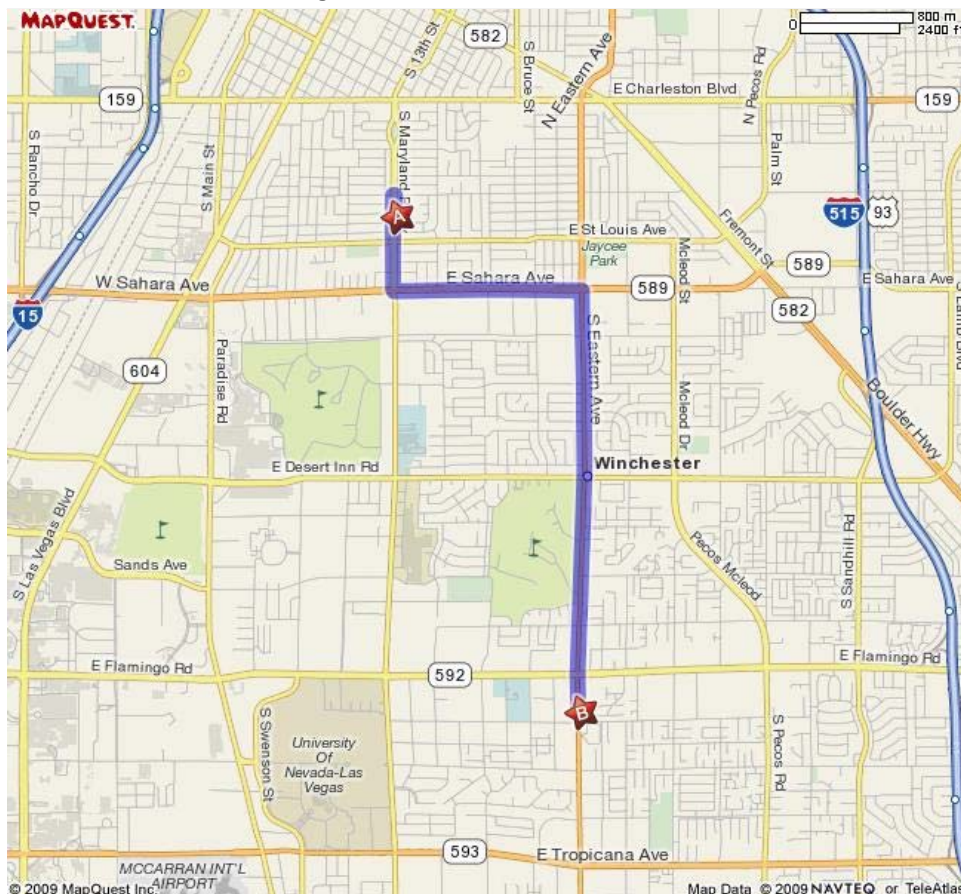 MAPQUEST.
0
800 m
2400 ft
582
S 13th St
S Bruce St
N Eastern Ave
E Charleston Blvd
N Pecos Rd
159
159
S Rancho Dr
S Main St
S Maryland
Palm St
A
515
93
E St Louis Ave
Jaycee
Park
Mcleod St
Fremont St
589
W Sahara Ave
E Sahara Ave
589
E Sahara Ave
582
15
604
Paradise Rd
S Eastern Ave
Mcleod Dr
Boulder Hwy
E Desert Inn Rd
Winchester
S Las Vegas Blvd
Sands Ave
Pecos Mcleod
S Sandhill Rd
E Flamingo Rd
592
E Flamingo Rd
B
S Swenson St
University
Of
Nevada-Las
Vegas
S Pecos Rd
593
E Tropicana Ave
MCCARRAN INT'L
AIRPORT
© 2009 MapQuest Inc.
Map Data © 2009 NAVTEQ or TeleAtlas